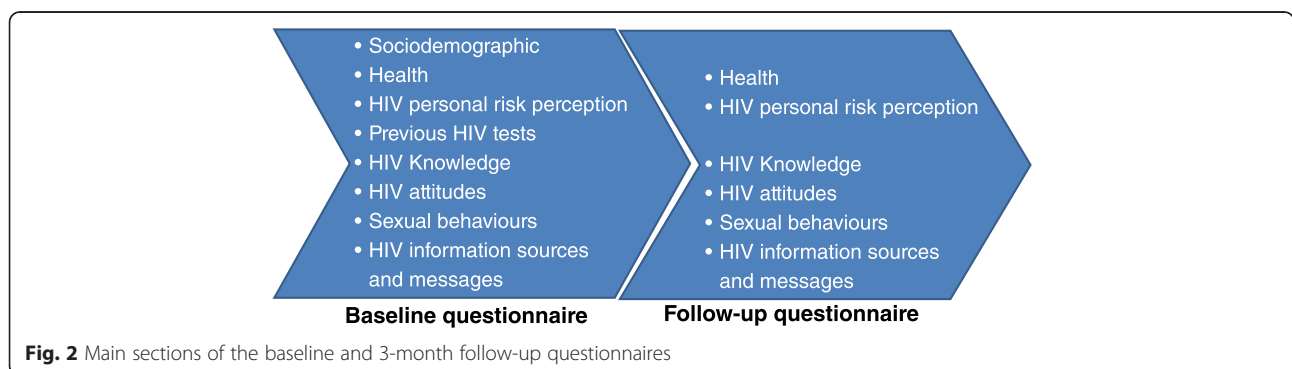 • Sociodemographic
• Health
• HIV personal risk perception
• Previous HIV tests
• HIV Knowledge
• HIV attitudes
• Sexual behaviours
• HIV information sources
and messages
Baseline questionnaire
• Health
• HIV personal risk perception
• HIV Knowledge
• HIV attitudes
• Sexual behaviours
• HIV information sources
and messages
Follow-up questionnaire
Fig. 2 Main sections of the baseline and 3-month follow-up questionnaires